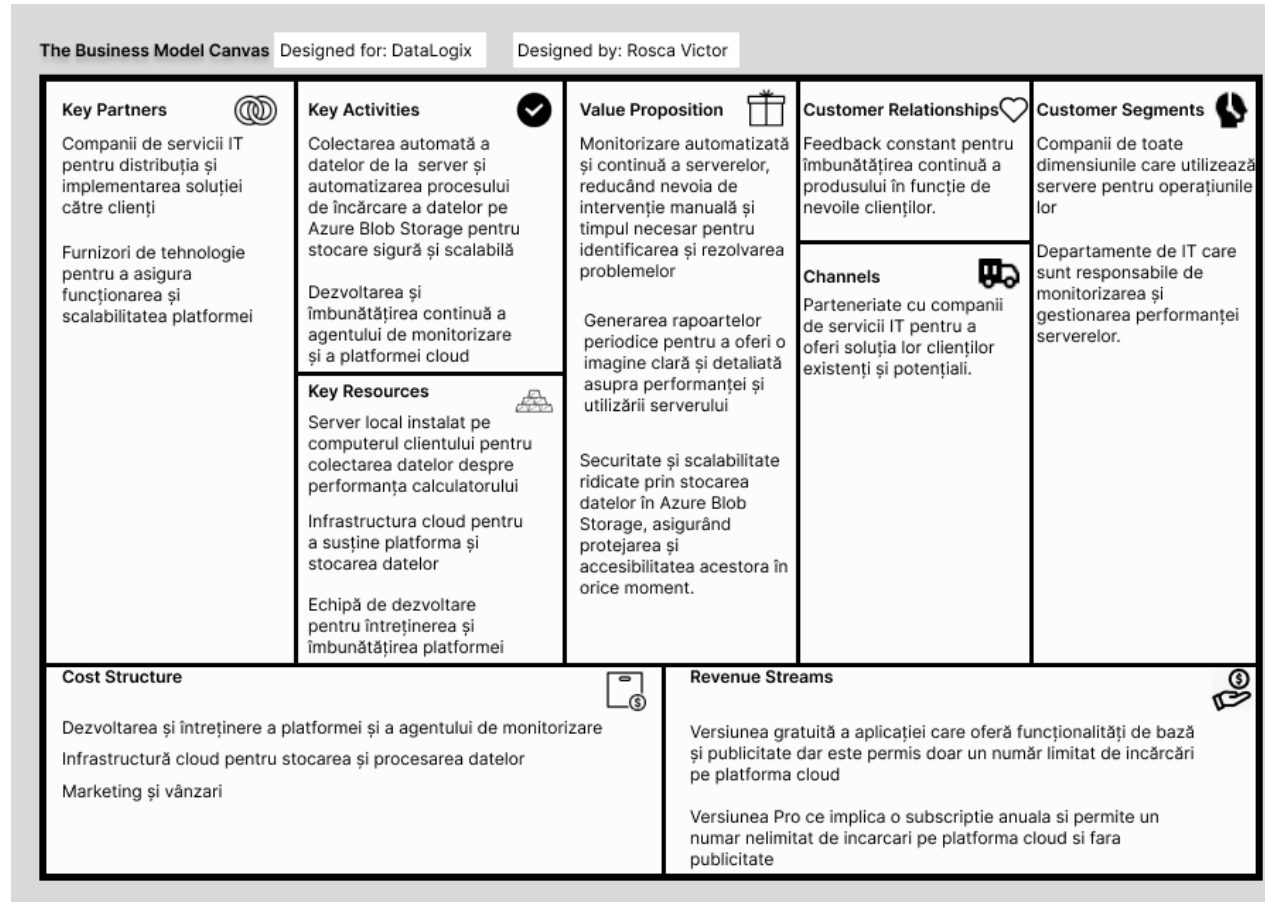 The Business Model Canvas
Designed for: DataLogix
Designed by: Rosca Victor
Key Partners
Companii de servicii IT
pentru distribuția și
implementarea soluției
către clienți
Furnizori de tehnologie
pentru a asigura
funcționarea și
scalabilitatea platformei
Key Activities
Colectarea automată a
datelor de la server și
automatizarea procesului
de încărcare a datelor pe
Azure Blob Storage pentru
stocare sigură și scalabilă
Dezvoltarea și
îmbunătățirea continuă a
agentului de monitorizare
și a platformei cloud
Key Resources
Server local instalat pe
computerul clientului pentru
colectarea datelor despre
performanța calculatorului
Infrastructura cloud pentru
a susține platforma și
stocarea datelor
Echipă de dezvoltare
pentru întreținerea și
îmbunătățirea platformei
Value Proposition
Monitorizare automatizată
și continuă a serverelor,
reducând nevoia de
intervenție manuală și
timpul necesar pentru
identificarea și rezolvarea
problemelor
Generarea rapoartelor
periodice pentru a oferi o
imagine clară și detaliată
asupra performanței și
utilizării serverului
Securitate și scalabilitate
ridicate prin stocarea
datelor în Azure Blob
Storage, asigurând
protejarea și
accesibilitatea acestora în
orice moment.
Customer Relationships
Feedback constant pentru
îmbunătățirea continuă a
produsului în funcție de
nevoile clienților.
Channels
Parteneriate cu companii
de servicii IT pentru a
oferi soluția lor clienților
existenți și potențiali.
Customer Segments
Companii de toate
dimensiunile care utilizează
servere pentru operațiunile
lor
Departamente de IT care
sunt responsabile de
monitorizarea și
gestionarea performanței
serverelor.
Cost Structure
Dezvoltarea și întreținere a platformei și a agentului de monitorizare
Infrastructură cloud pentru stocarea și procesarea datelor
Marketing și vânzari
Revenue Streams
Versiunea gratuită a aplicației care oferă funcționalități de bază
și publicitate dar este permis doar un număr limitat de incărcări
pe platforma cloud
Versiunea Pro ce implica o subscriptie anuala si permite un
numar nelimitat de incarcari pe platforma cloud si fara
publicitate